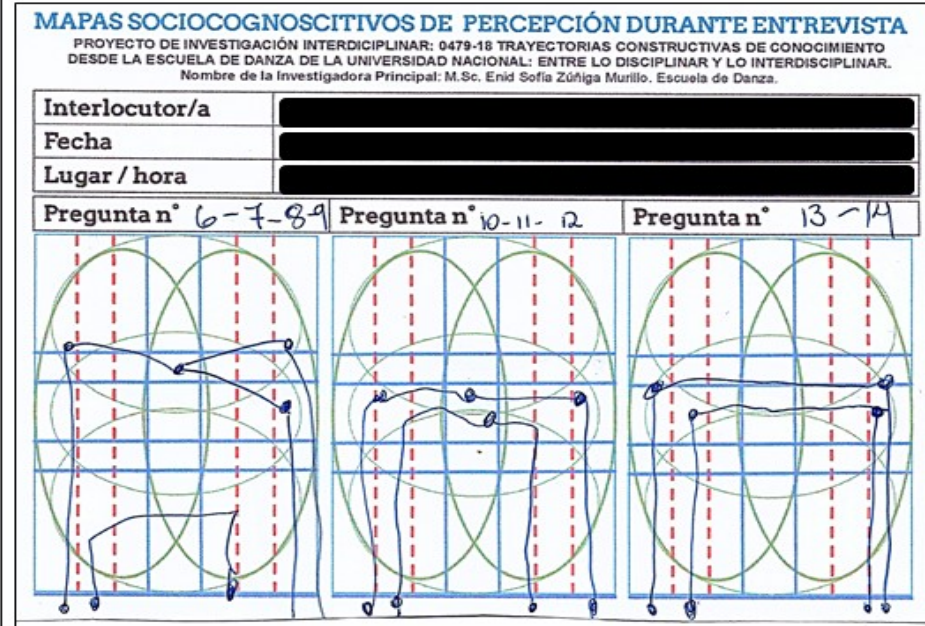 MAPAS SOCIOCOGNOSCITIVOS DE PERCEPCIÓN DURANTE ENTREVISTA
PROYECTO DE INVESTIGACIÓN INTERDICIPLINAR: 0479-18 TRAYECTORIAS CONSTRUCTIVAS DE CONOCIMIENTO
DESDE LA ESCUELA DE DANZA DE LA UNIVERSIDAD NACIONAL: ENTRE LO DISCIPLINAR Y LO INTERDISCIPLINAR.
Nombre de la Investigadora Principal: M.Sc. Enid Sofía Zúñiga Murillo. Escuela de Danza.
Interlocutor/a
Fecha
Lugar / hora
Pregunta n° 6-7-8-9 Pregunta n° 10-11-12 Pregunta n° 13-14